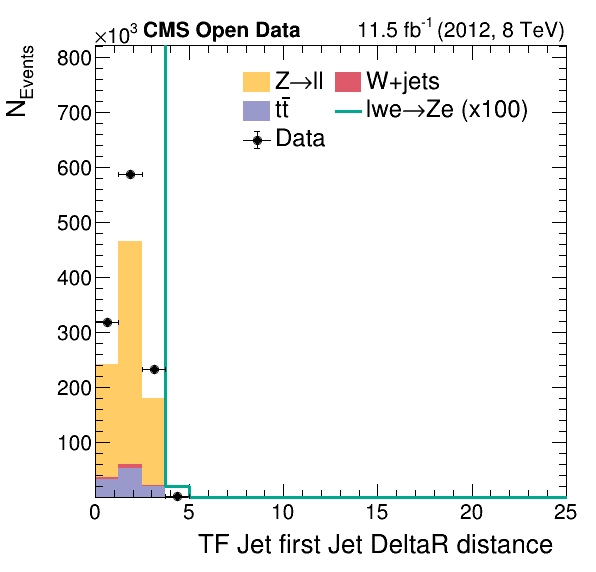 ×10³ CMS Open Data 11.5 fb⁻¹ (2012, 8 TeV)
N_Events
Z→ll W+jets
tt̄ lwe→Ze (x100)
Data
800
700
600
500
400
300
200
100
0 5 10 15 20 25
TF Jet first Jet DeltaR distance